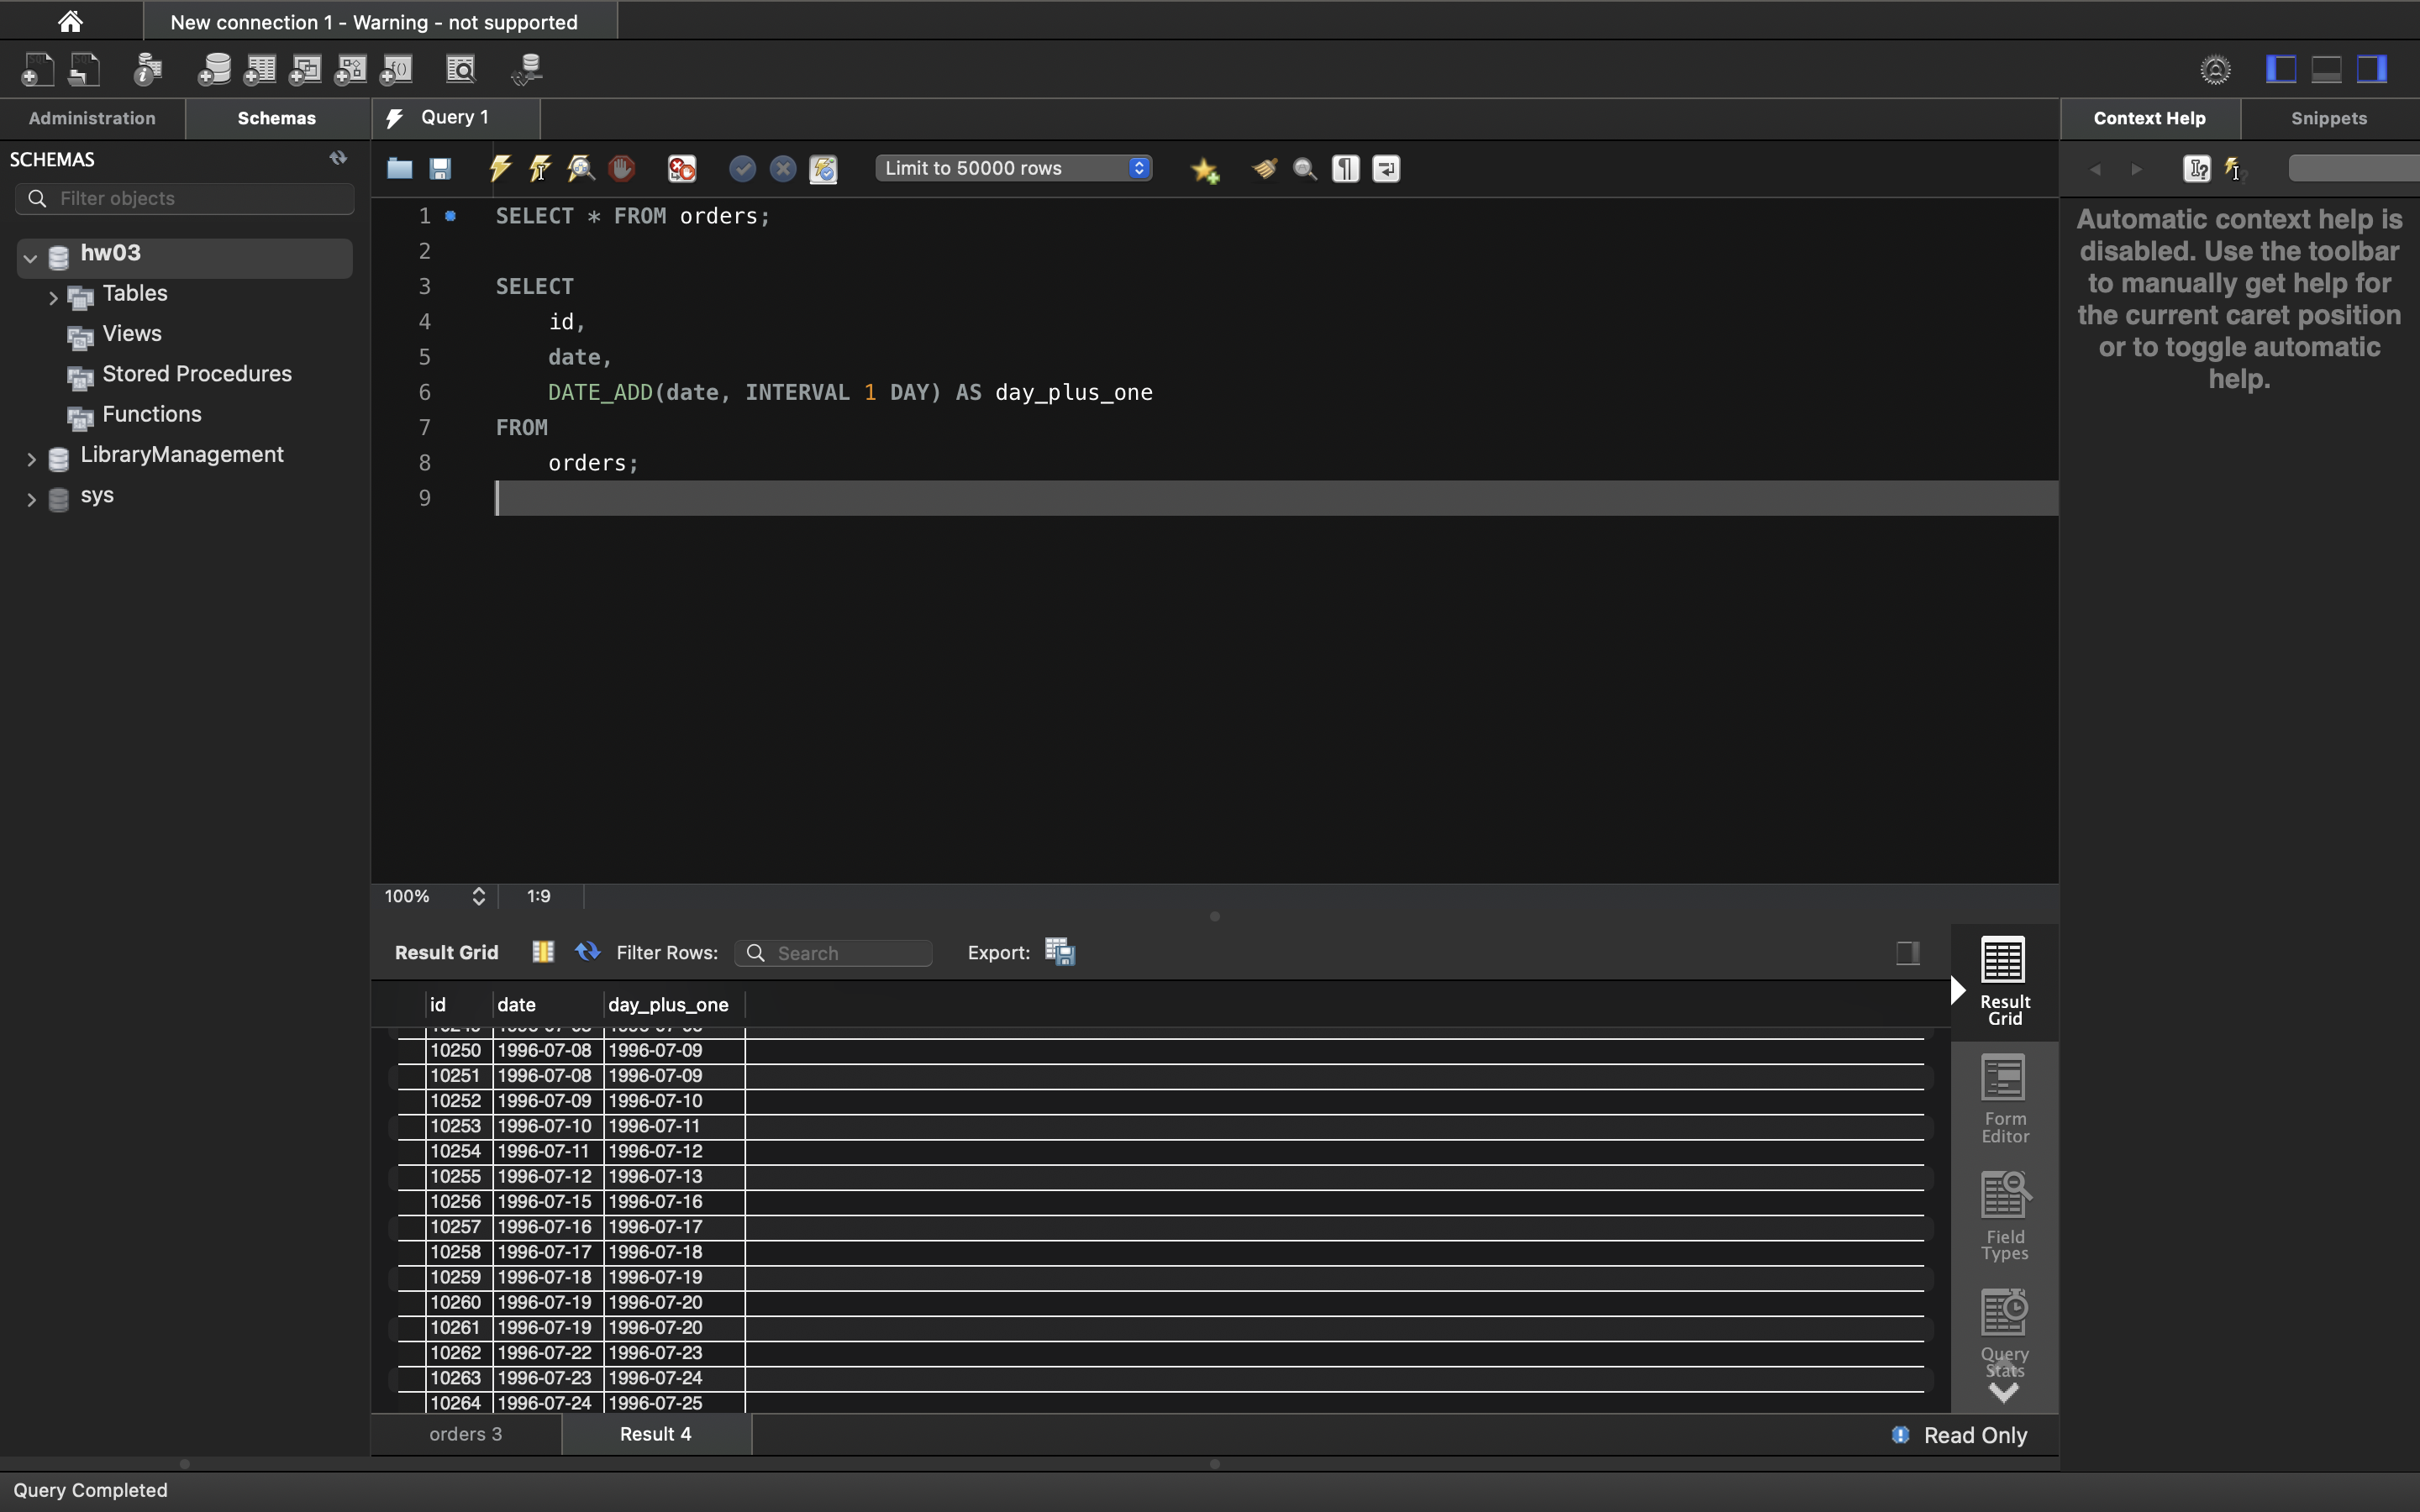 New connection 1 - Warning - not supported
Administration
Schemas
Query 1
Context Help
Snippets
SCHEMAS
Filter objects
Limit to 50000 rows
hw03
Tables
Views
Stored Procedures
Functions
LibraryManagement
sys
1 SELECT * FROM orders;
2
3 SELECT
4 id,
5 date,
6 DATE_ADD(date, INTERVAL 1 DAY) AS day_plus_one
7 FROM
8 orders;
9
Automatic context help is
disabled. Use the toolbar
to manually get help for
the current caret position
or to toggle automatic
help.
100% 1:9
Result Grid Filter Rows: Search Export:
id date day_plus_one
10250 1996-07-08 1996-07-09
10251 1996-07-08 1996-07-09
10252 1996-07-09 1996-07-10
10253 1996-07-10 1996-07-11
10254 1996-07-11 1996-07-12
10255 1996-07-12 1996-07-13
10256 1996-07-15 1996-07-16
10257 1996-07-16 1996-07-17
10258 1996-07-17 1996-07-18
10259 1996-07-18 1996-07-19
10260 1996-07-19 1996-07-20
10261 1996-07-19 1996-07-20
10262 1996-07-22 1996-07-23
10263 1996-07-23 1996-07-24
10264 1996-07-24 1996-07-25
Result
Grid
Form
Editor
Field
Types
Query
Stats
orders 3
Result 4
Read Only
Query Completed